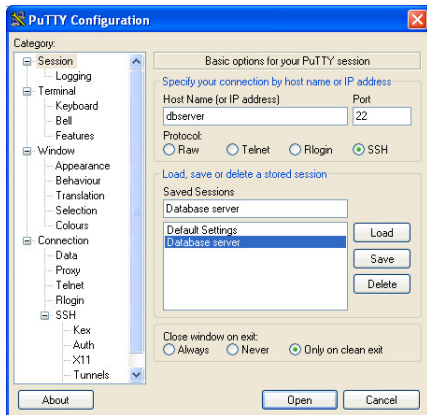 PuTTY Configuration
Category:
Session
Logging
Terminal
Keyboard
Bell
Features
Window
Appearance
Behaviour
Translation
Selection
Colours
Connection
Data
Proxy
Telnet
Rlogin
SSH
Kex
Auth
X11
Tunnels
Basic options for your PuTTY session
Specify your connection by host name or IP address
Host Name (or IP address) Port
dbserver 22
Protocol:
Raw Telnet Rlogin SSH
Load, save or delete a stored session
Saved Sessions
Database server
Default Settings
Database server
Load
Save
Delete
Close window on exit:
Always Never Only on clean exit
About Open Cancel